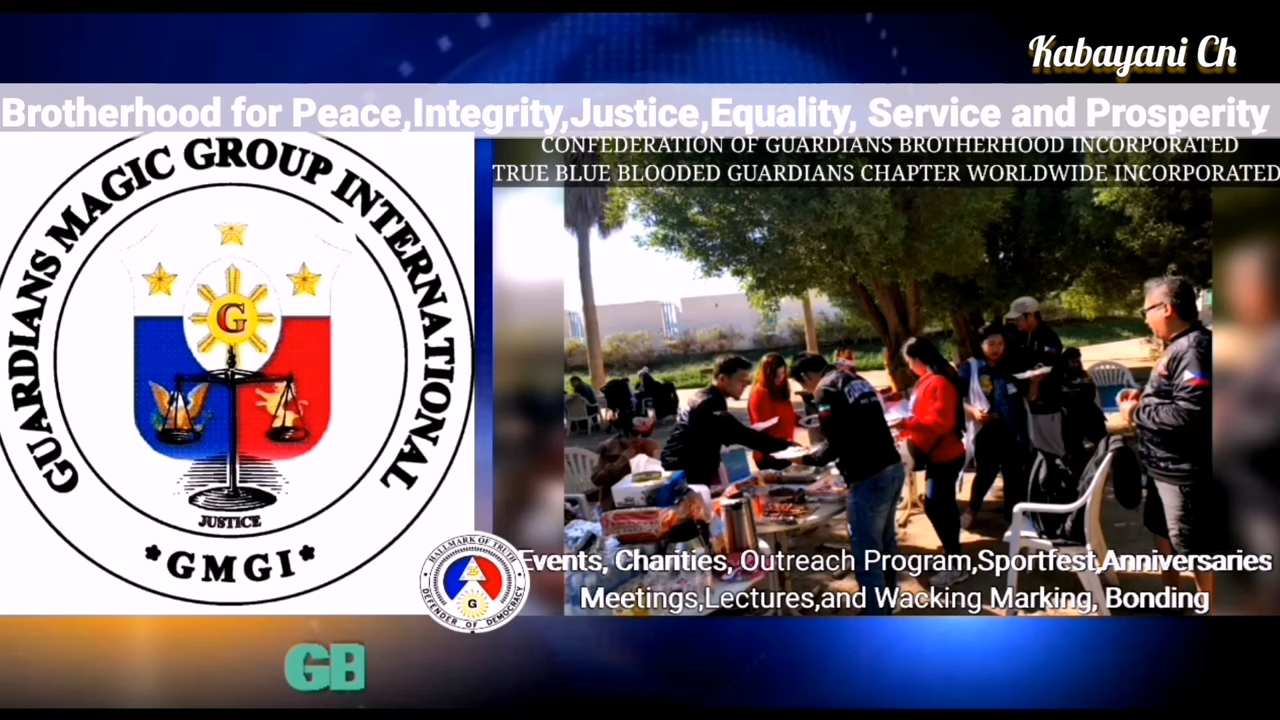 Kabayani Ch
Brotherhood for Peace,Integrity,Justice,Equality, Service and Prosperity
CONFEDERATION OF GUARDIANS BROTHERHOOD INCORPORATED
TRUE BLUE BLOODED GUARDIANS CHAPTER WORLDWIDE INCORPORATED
GUARDIANS MAGIC GROUP INTERNATIONAL
G
JUSTICE
*GMGI*
HALLMARK OF TRUTH
G
DEFENDER OF DEMOCRACY
Events, Charities, Outreach Program,Sportfest,Anniversaries
Meetings,Lectures,and Wacking Marking, Bonding
GB